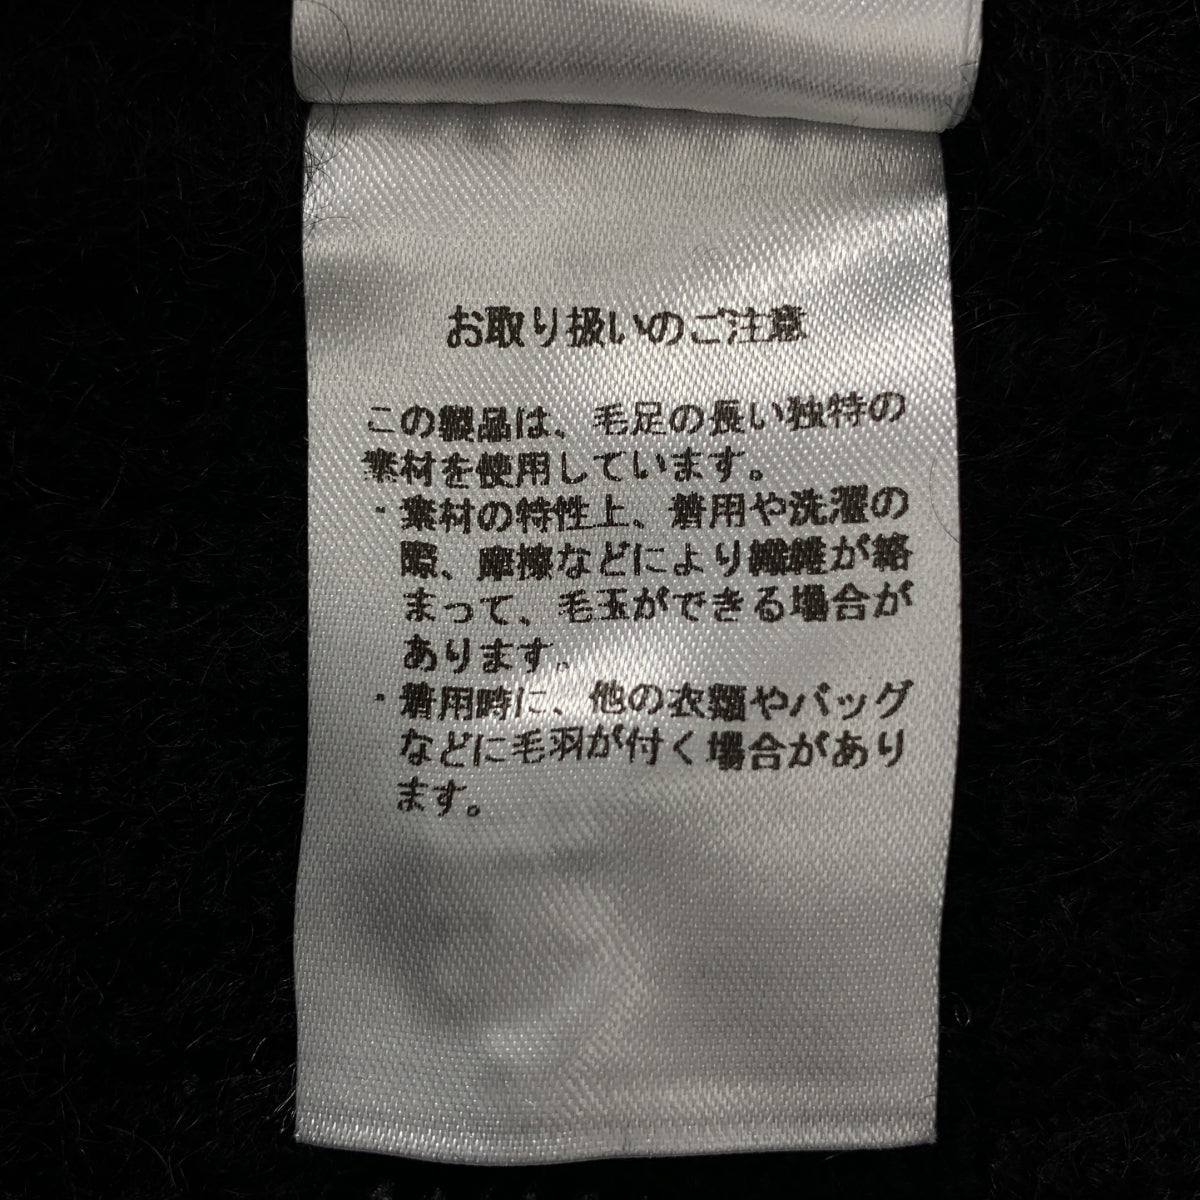 お取り扱いのご注意
この製品は、毛足の長い独特の
素材を使用しています。
・素材の特性上、着用や洗濯の
際、摩擦などにより繊維が絡
まって、毛玉ができる場合が
あります。
・着用時に、他の衣類やバッグ
などに毛羽が付く場合があり
ます。